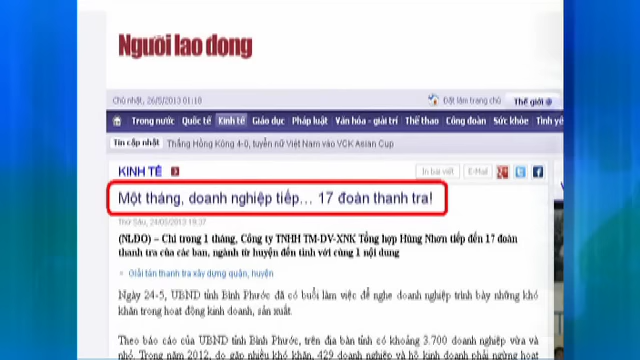 Người lao động
Chủ nhật, 26/5/2013 01:10
Đặt làm trang chủ
Thế giới
Trong nước Quốc tế Kinh tế Giáo dục Pháp luật Văn hóa - giải trí Thể thao Công đoàn Sức khỏe Tình yê
Tin cập nhật Thắng Hồng Kông 4-0, tuyển nữ Việt Nam vào VCK Asian Cup
KINH TẾ
In bài viết E-Mail
Một tháng, doanh nghiệp tiếp... 17 đoàn thanh tra!
Thứ Sáu, 24/05/2013 19:37
(NLĐO) – Chỉ trong 1 tháng, Công ty TNHH TM-DV-XNK Tổng hợp Hùng Nhơn tiếp đến 17 đoàn
thanh tra của các ban, ngành từ huyện đến tỉnh với cùng 1 nội dung
Giải tán thanh tra xây dựng quận, huyện
Ngày 24-5, UBND tỉnh Bình Phước đã có buổi làm việc để nghe doanh nghiệp trình bày những khó
khăn trong hoạt động kinh doanh, sản xuất.
Theo báo cáo của UBND tỉnh Bình Phước, trên địa bàn tỉnh có khoảng 3.700 doanh nghiệp vừa và
nhỏ. Trong năm 2012, do gặp nhiều khó khăn, 429 doanh nghiệp và hộ kinh doanh phải ngừng hoạt